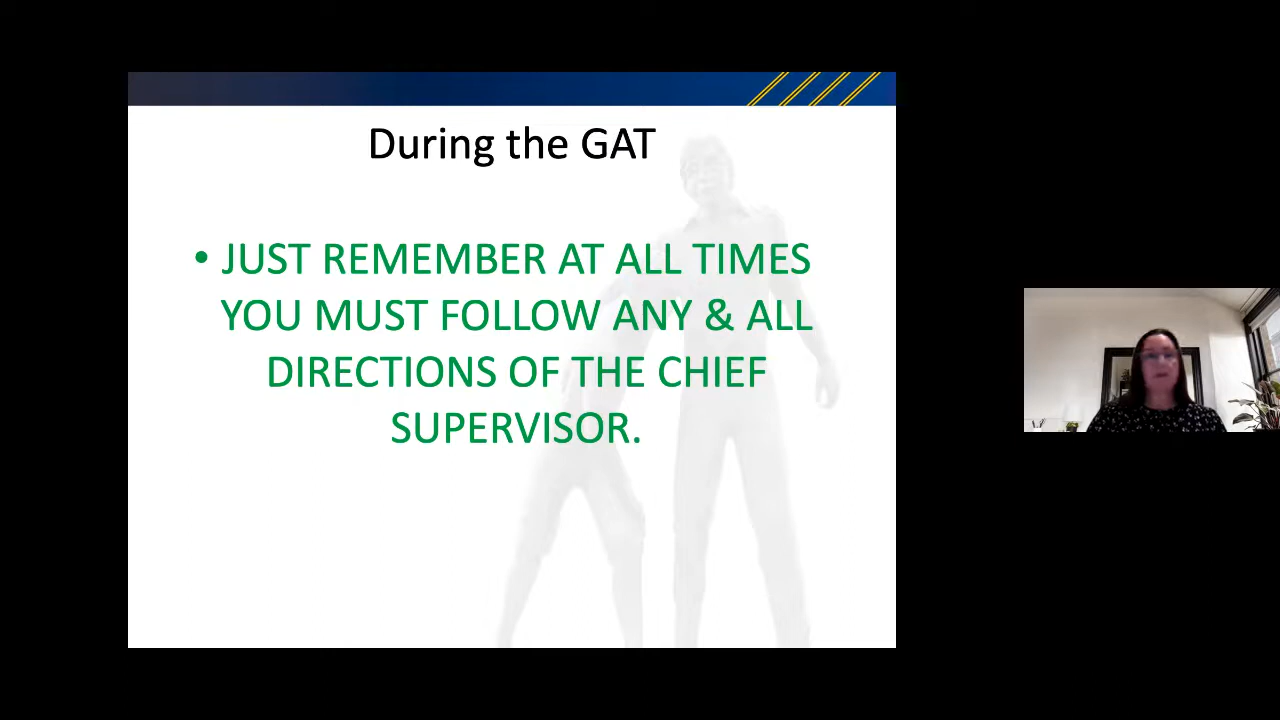 During the GAT
• JUST REMEMBER AT ALL TIMES
YOU MUST FOLLOW ANY & ALL
DIRECTIONS OF THE CHIEF
SUPERVISOR.